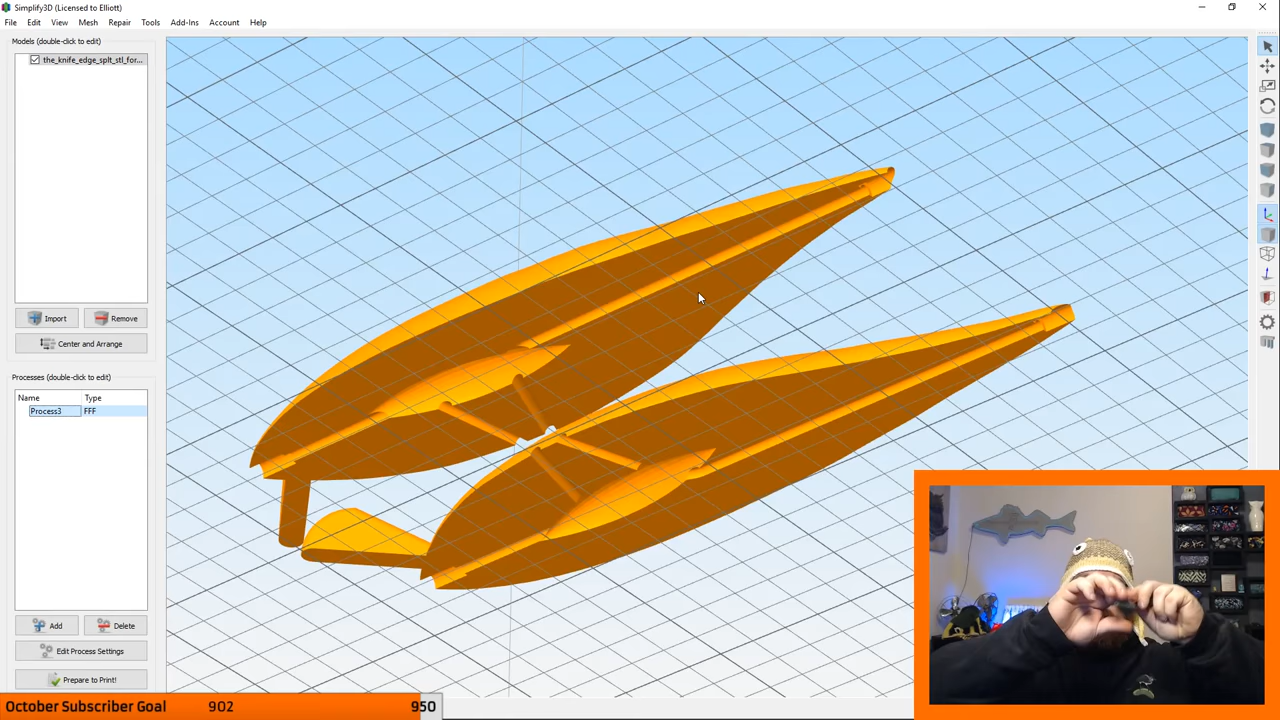 Simplify3D (Licensed to Elliott)
File Edit View Mesh Repair Tools Add-Ins Account Help
Models (double-click to edit)
the_knife_edge_splt_stl_for...
Import Remove
Center and Arrange
Processes (double-click to edit)
Name Type
Process3 FFF
Add Delete
Edit Process Settings
Prepare to Print!
October Subscriber Goal 902 950